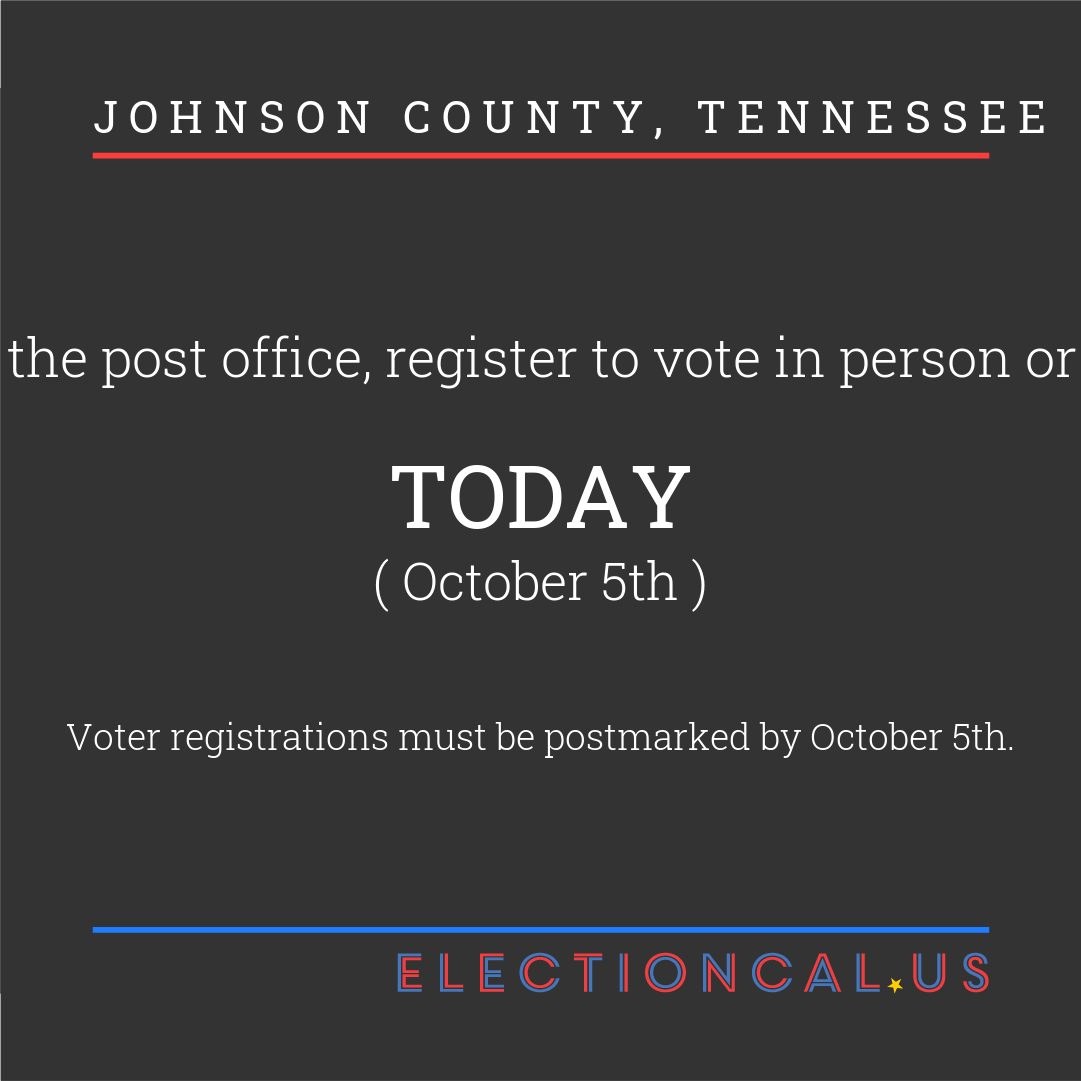 JOHNSON COUNTY, TENNESSEE
the post office, register to vote in person or
TODAY
( October 5th )
Voter registrations must be postmarked by October 5th.
ELECTIONCAL.US